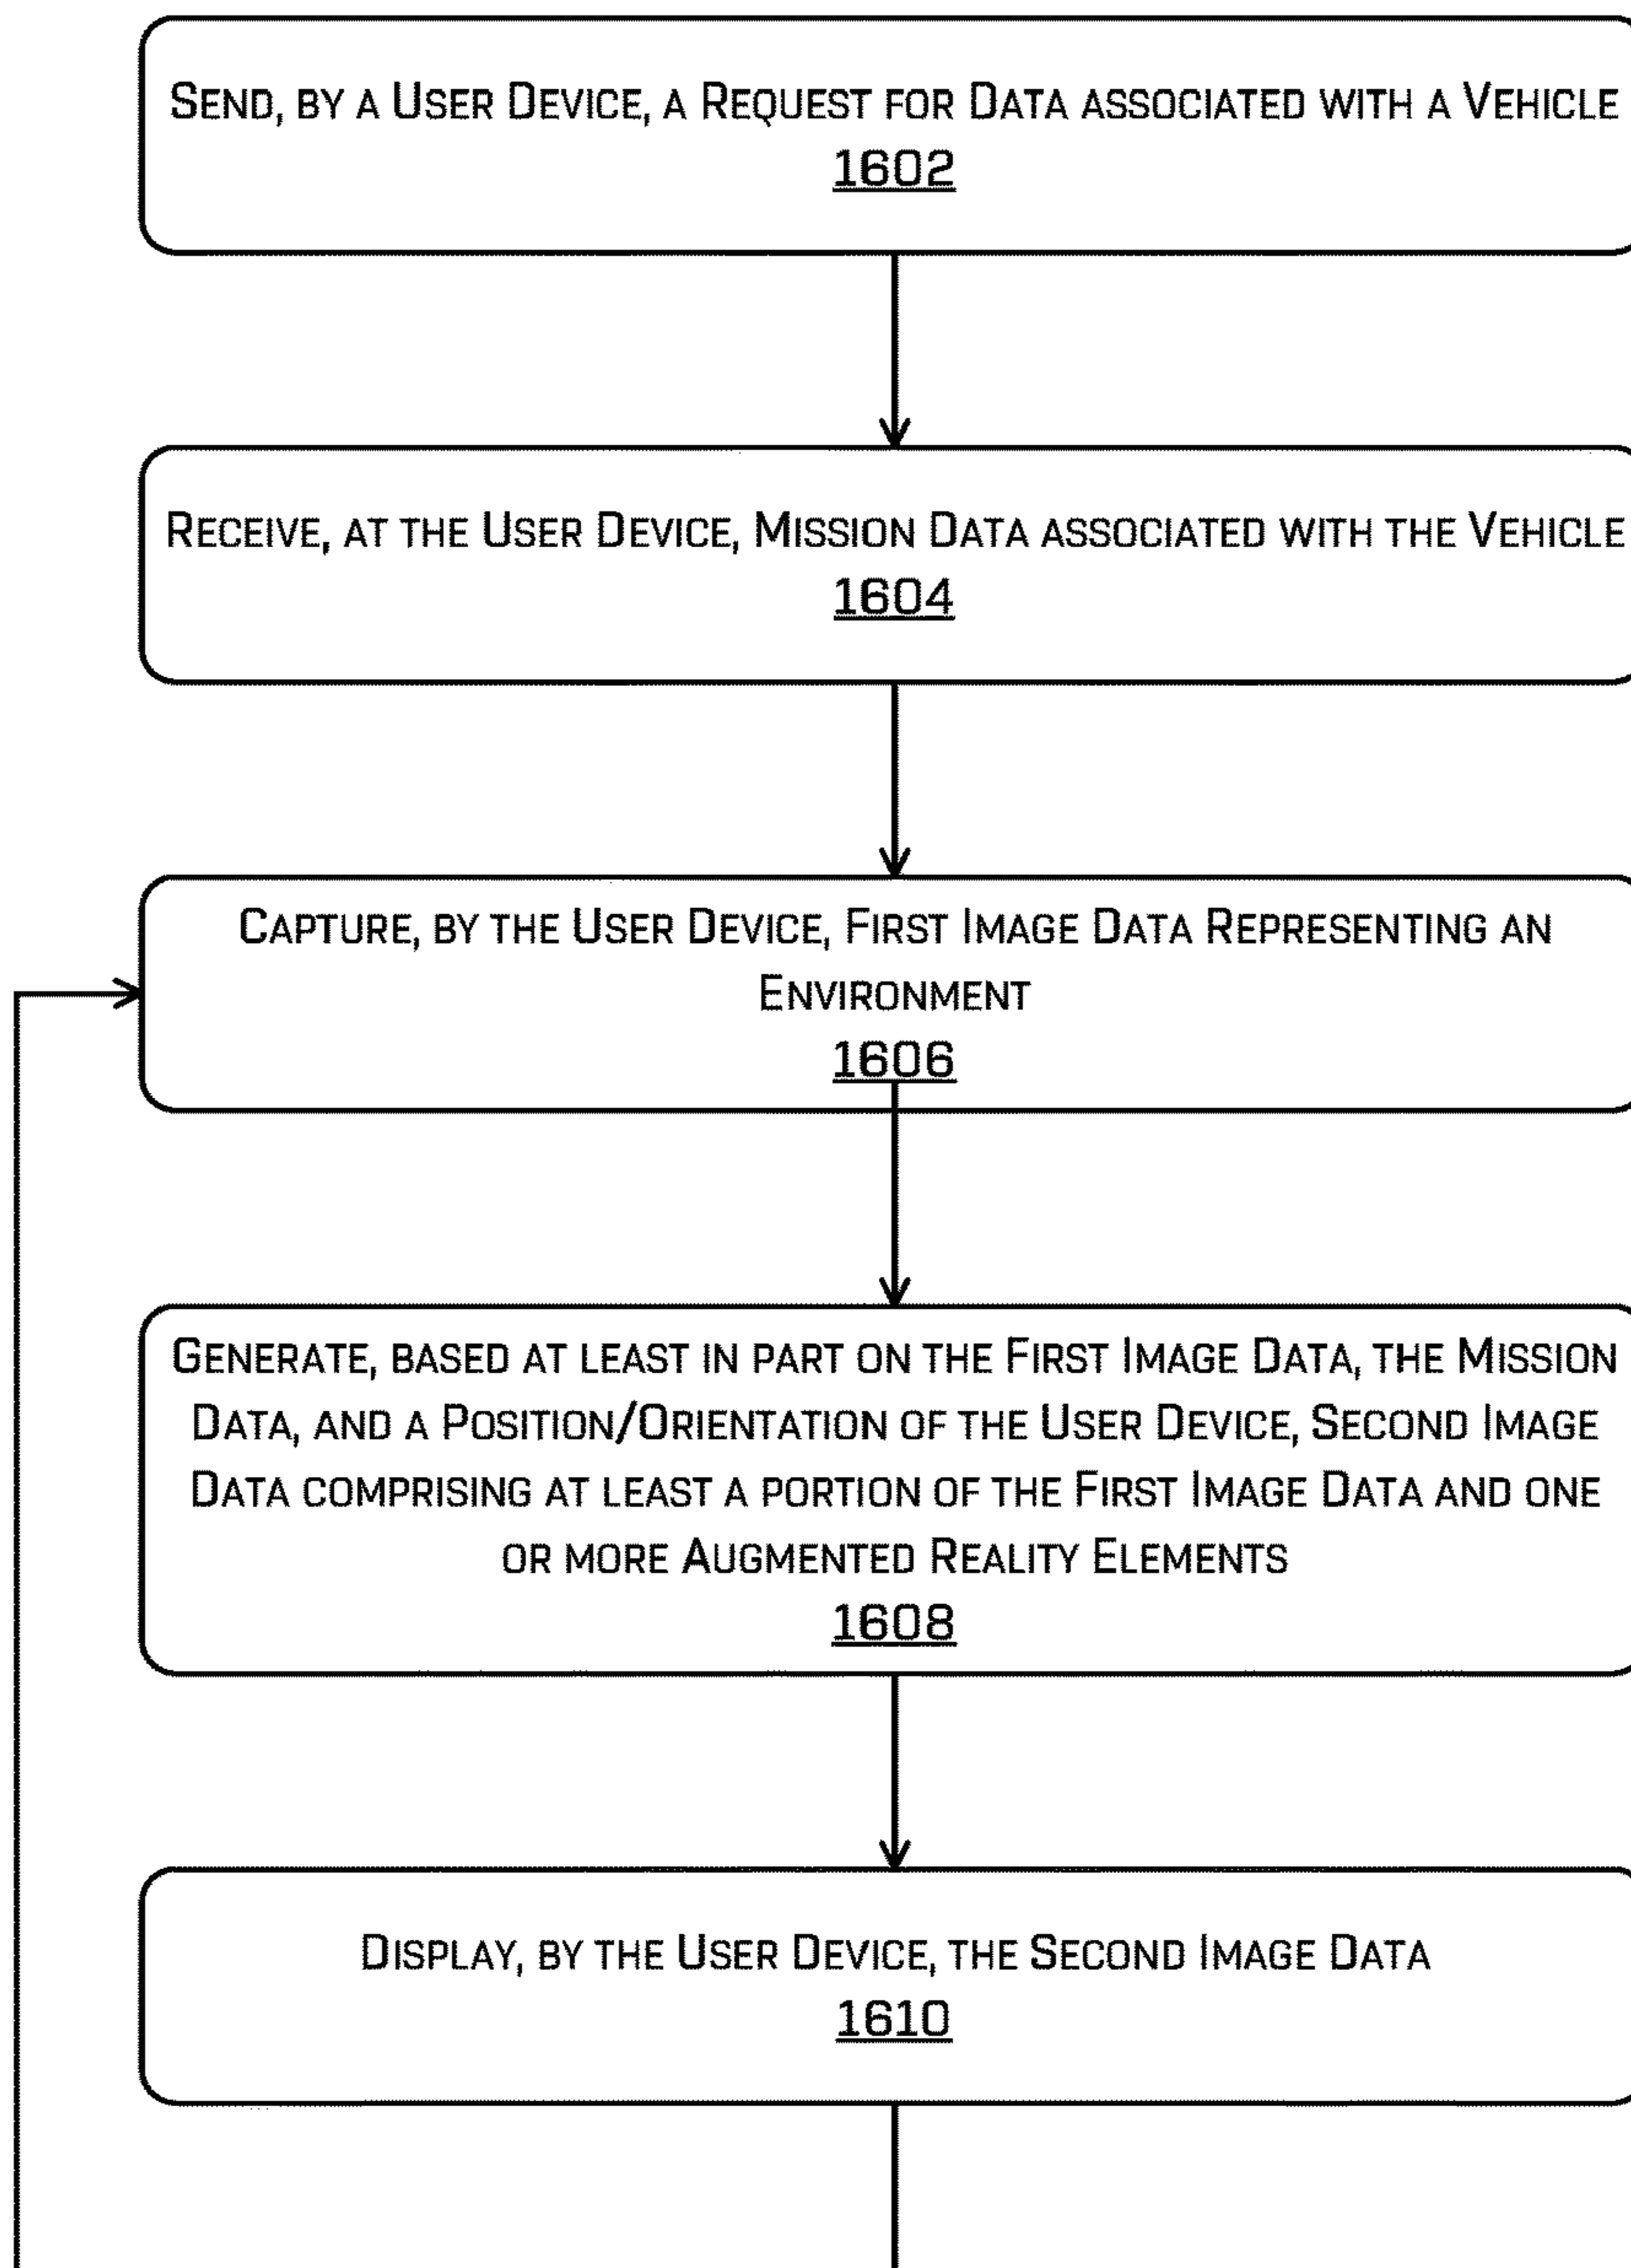 Send, by a User Device, a Request for Data associated with a Vehicle
1602
Receive, at the User Device, Mission Data associated with the Vehicle
1604
Capture, by the User Device, First Image Data Representing an
Environment
1606
Generate, based at least in part on the First Image Data, the Mission
Data, and a Position/Orientation of the User Device, Second Image
Data comprising at least a portion of the First Image Data and one
or more Augmented Reality Elements
1608
Display, by the User Device, the Second Image Data
1610